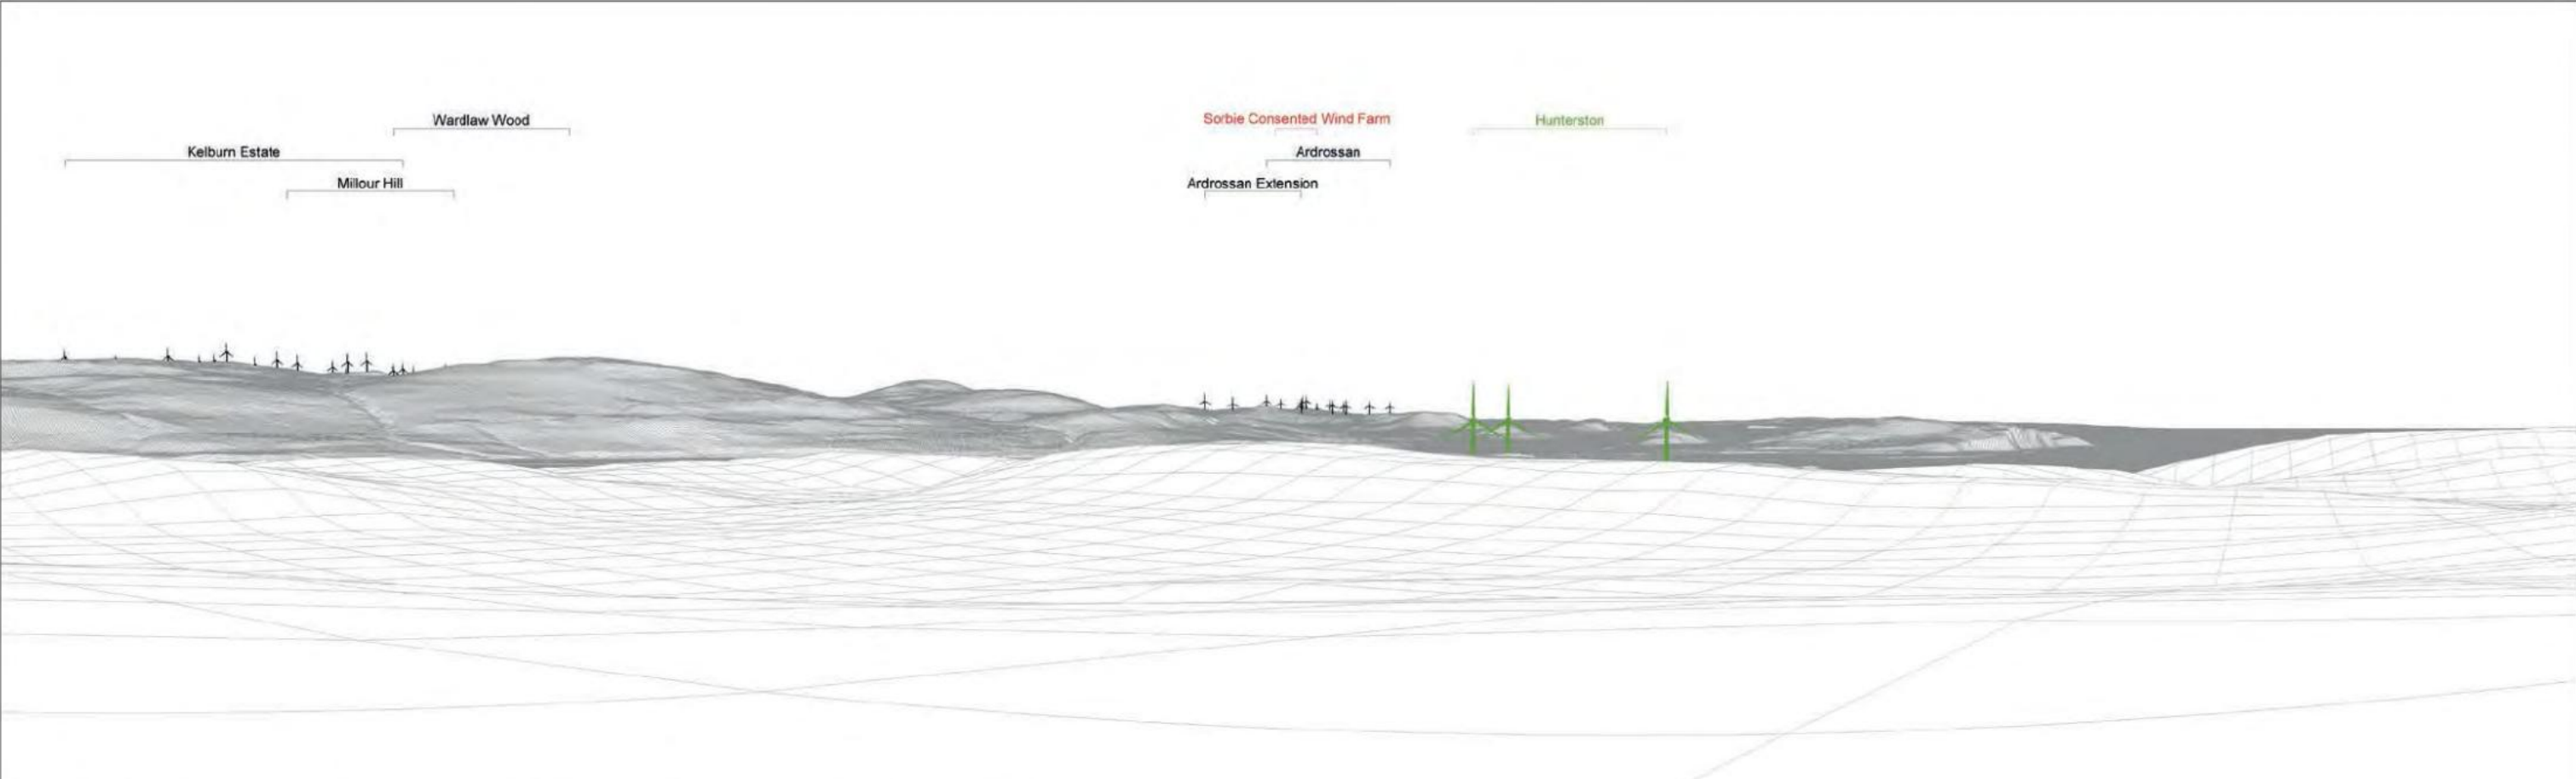 Wardlaw Wood
Kelburn Estate
Millour Hill
Sorbie Consented Wind Farm
Ardrossan
Ardrossan Extension
Hunterston